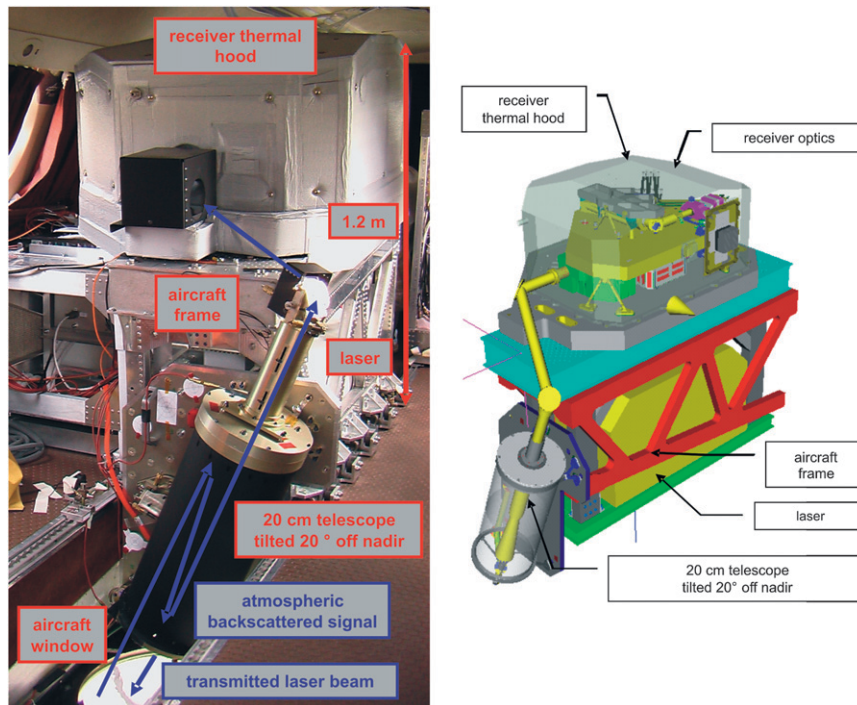 receiver thermal
hood
1.2 m
aircraft
frame
laser
20 cm telescope
tilted 20 ° off nadir
atmospheric
backscattered signal
aircraft
window
transmitted laser beam
receiver
thermal hood
receiver optics
aircraft
frame
laser
20 cm telescope
tilted 20° off nadir